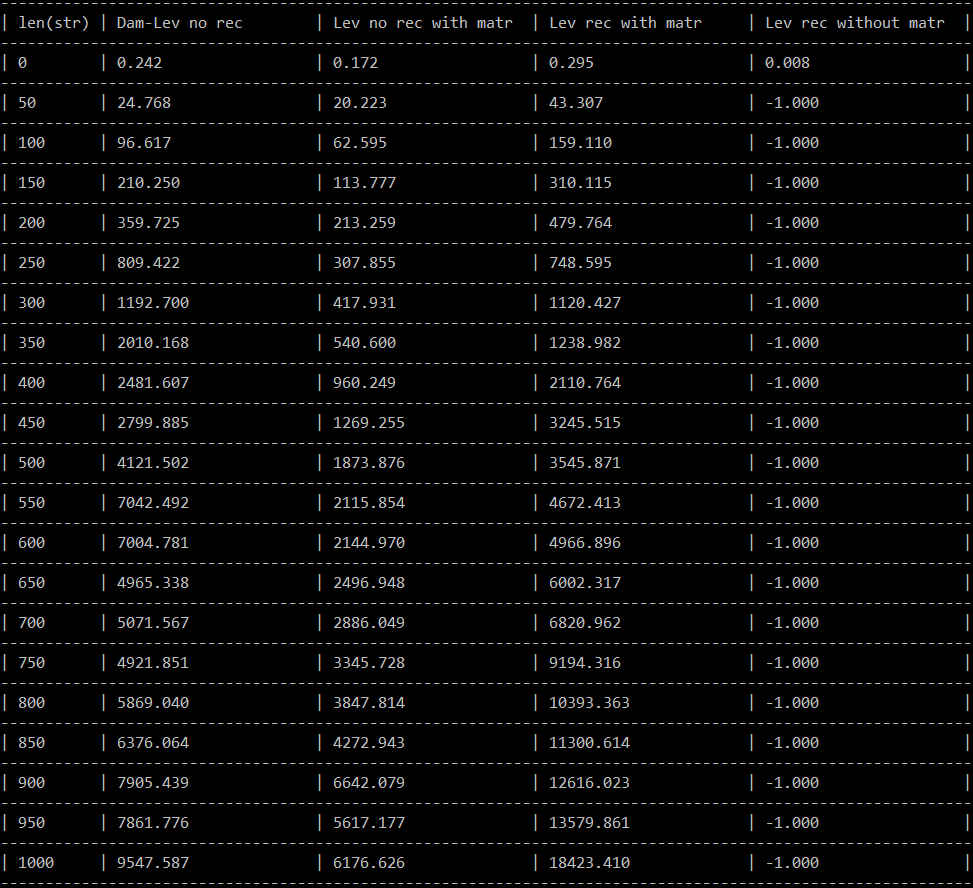 | len(str) | Dam-Lev no rec | Lev no rec with matr | Lev rec with matr | Lev rec without matr |
| 0 | 0.242 | 0.172 | 0.295 | 0.008 |
| 50 | 24.768 | 20.223 | 43.307 | -1.000 |
| 100 | 96.617 | 62.595 | 159.110 | -1.000 |
| 150 | 210.250 | 113.777 | 310.115 | -1.000 |
| 200 | 359.725 | 213.259 | 479.764 | -1.000 |
| 250 | 809.422 | 307.855 | 748.595 | -1.000 |
| 300 | 1192.700 | 417.931 | 1120.427 | -1.000 |
| 350 | 2010.168 | 540.600 | 1238.982 | -1.000 |
| 400 | 2481.607 | 960.249 | 2110.764 | -1.000 |
| 450 | 2799.885 | 1269.255 | 3245.515 | -1.000 |
| 500 | 4121.502 | 1873.876 | 3545.871 | -1.000 |
| 550 | 7042.492 | 2115.854 | 4672.413 | -1.000 |
| 600 | 7004.781 | 2144.970 | 4966.896 | -1.000 |
| 650 | 4965.338 | 2496.948 | 6002.317 | -1.000 |
| 700 | 5071.567 | 2886.049 | 6820.962 | -1.000 |
| 750 | 4921.851 | 3345.728 | 9194.316 | -1.000 |
| 800 | 5869.040 | 3847.814 | 10393.363 | -1.000 |
| 850 | 6376.064 | 4272.943 | 11300.614 | -1.000 |
| 900 | 7905.439 | 6642.079 | 12616.023 | -1.000 |
| 950 | 7861.776 | 5617.177 | 13579.861 | -1.000 |
| 1000 | 9547.587 | 6176.626 | 18423.410 | -1.000 |